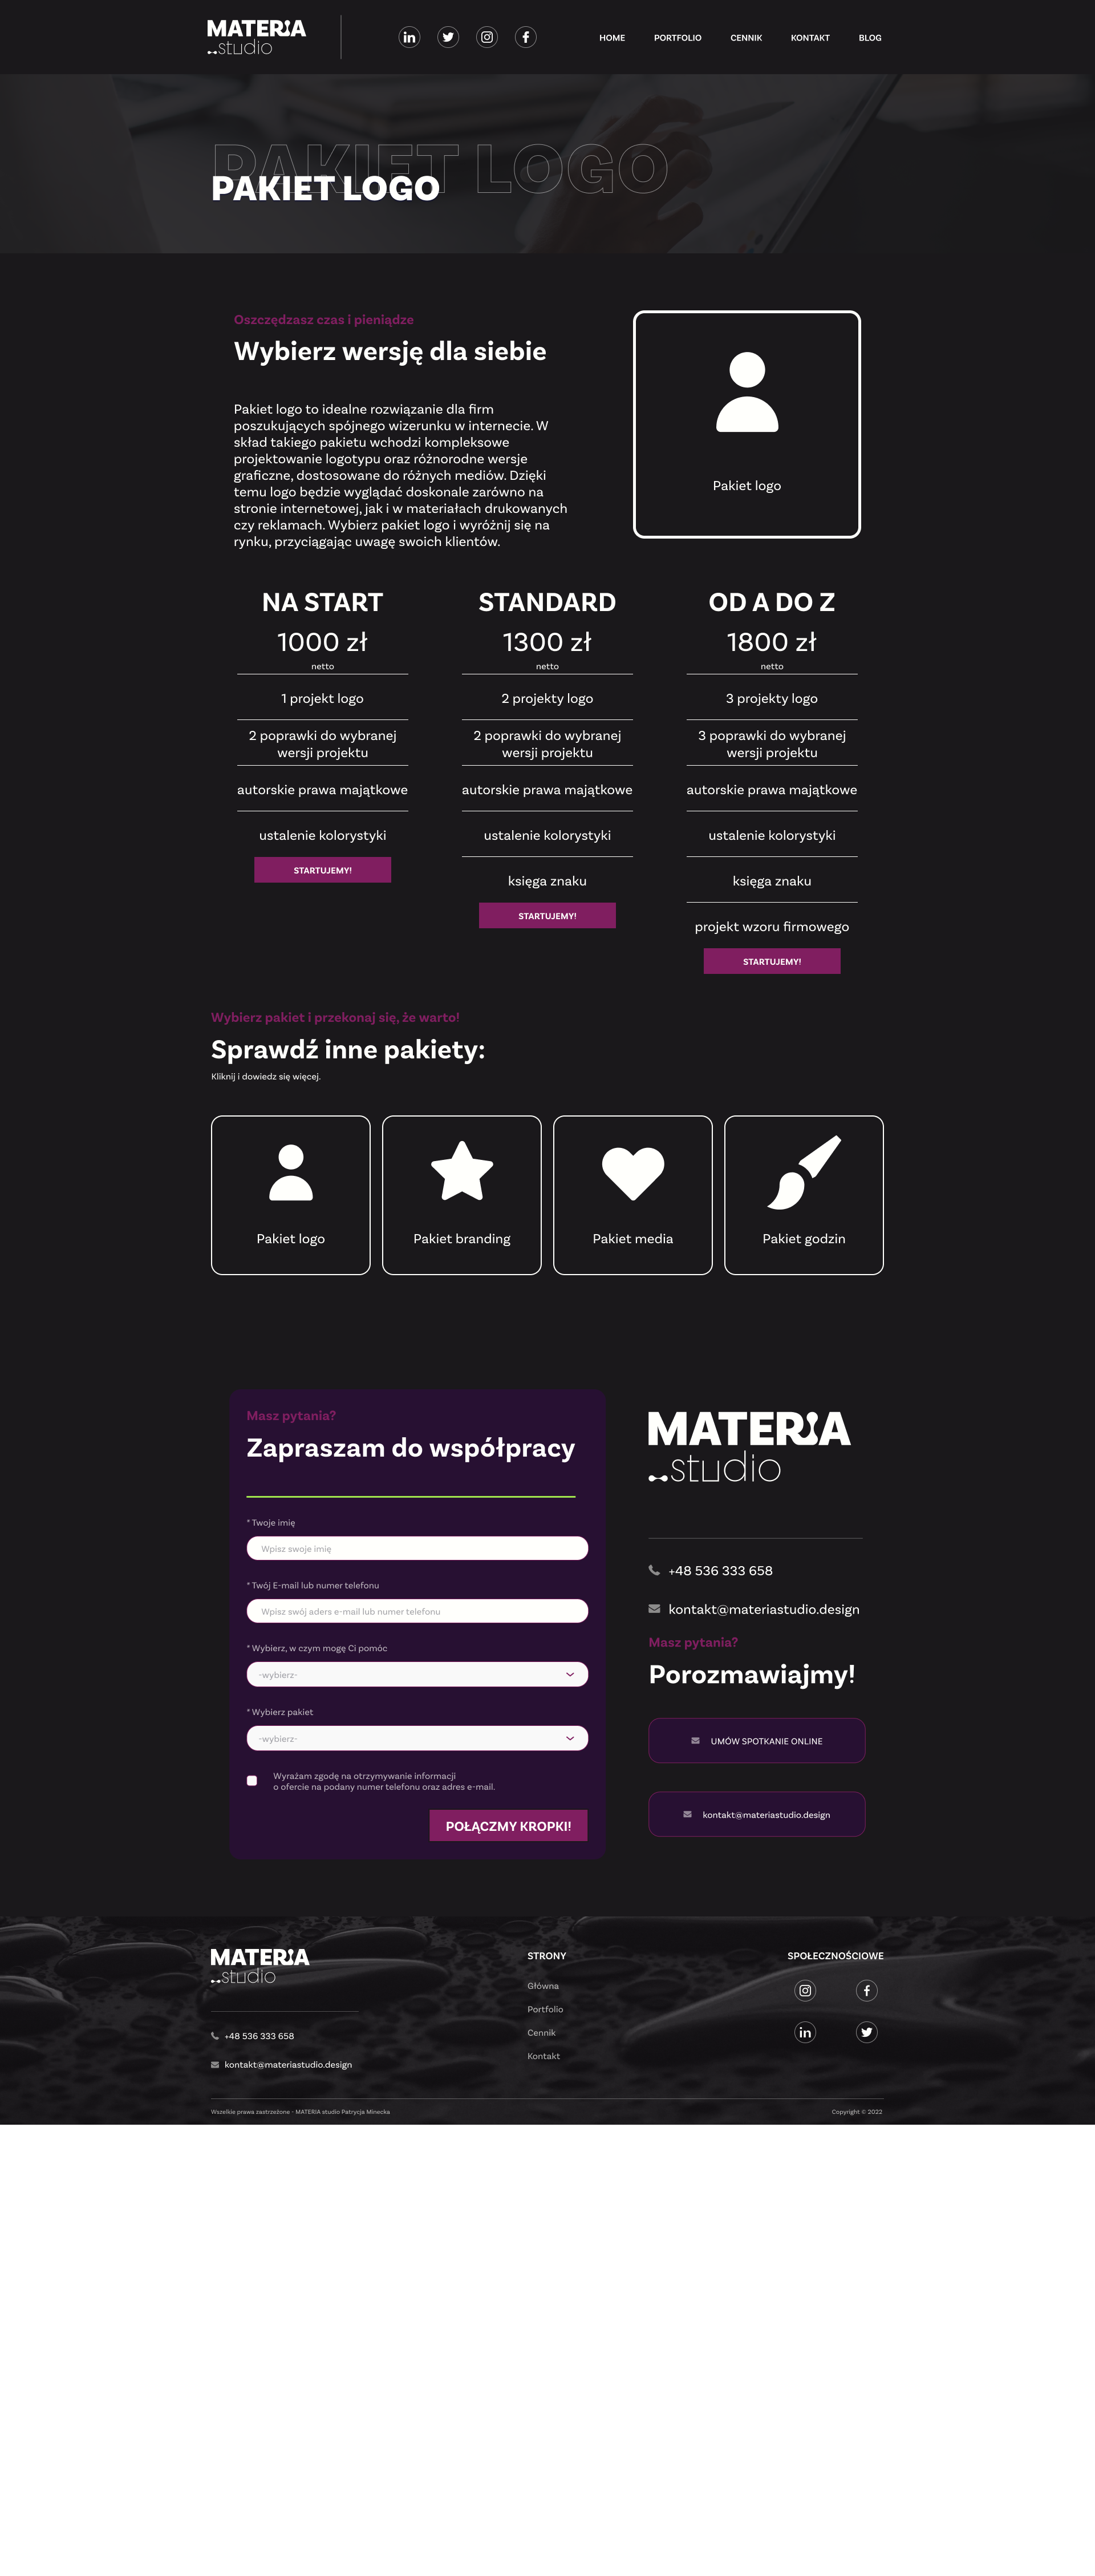 MATERIA
studio
HOME PORTFOLIO CENNIK KONTAKT BLOG
PAKIET LOGO
PAKIET LOGO
Oszczędzasz czas i pieniądze
Wybierz wersję dla siebie
Pakiet logo to idealne rozwiązanie dla firm
poszukujących spójnego wizerunku w internecie. W
skład takiego pakietu wchodzi kompleksowe
projektowanie logotypu oraz różnorodne wersje
graficzne, dostosowane do różnych mediów. Dzięki
temu logo będzie wyglądać doskonale zarówno na
stronie internetowej, jak i w materiałach drukowanych
czy reklamach. Wybierz pakiet logo i wyróżnij się na
rynku, przyciągając uwagę swoich klientów.
Pakiet logo
NA START
1000 zł
netto
1 projekt logo
2 poprawki do wybranej
wersji projektu
autorskie prawa majątkowe
ustalenie kolorystyki
STARTUJEMY!
STANDARD
1300 zł
netto
2 projekty logo
2 poprawki do wybranej
wersji projektu
autorskie prawa majątkowe
ustalenie kolorystyki
księga znaku
STARTUJEMY!
OD A DO Z
1800 zł
netto
3 projekty logo
3 poprawki do wybranej
wersji projektu
autorskie prawa majątkowe
ustalenie kolorystyki
księga znaku
projekt wzoru firmowego
STARTUJEMY!
Wybierz pakiet i przekonaj się, że warto!
Sprawdź inne pakiety:
Kliknij i dowiedz się więcej.
Pakiet logo
Pakiet branding
Pakiet media
Pakiet godzin
Masz pytania?
Zapraszam do współpracy
* Twoje imię
Wpisz swoje imię
* Twój E-mail lub numer telefonu
Wpisz swój aders e-mail lub numer telefonu
* Wybierz, w czym mogę Ci pomóc
-wybierz-
* Wybierz pakiet
-wybierz-
Wyrażam zgodę na otrzymywanie informacji
o ofercie na podany numer telefonu oraz adres e-mail.
POŁĄCZMY KROPKI!
MATERIA
studio
+48 536 333 658
kontakt@materiastudio.design
Masz pytania?
Porozmawiajmy!
UMÓW SPOTKANIE ONLINE
kontakt@materiastudio.design
MATERIA
studio
+48 536 333 658
kontakt@materiastudio.design
STRONY
Główna
Portfolio
Cennik
Kontakt
SPOŁECZNOŚCIOWE
Wszelkie prawa zastrzeżone - MATERIA studio Patrycja Minecka
Copyright © 2022